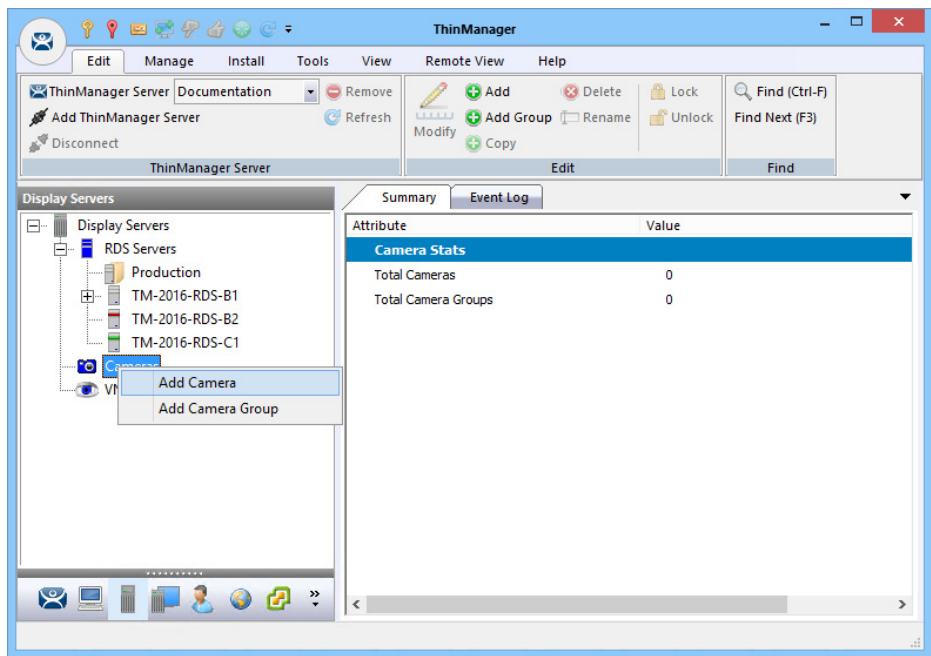 ThinManager
Edit Manage Install Tools View Remote View Help
ThinManager Server Documentation Remove
Add ThinManager Server Refresh
Disconnect
ThinManager Server
Modify
Add Delete Lock
Add Group Rename Unlock
Copy
Edit
Find (Ctrl-F)
Find Next (F3)
Find
Display Servers
Display Servers
RDS Servers
Production
TM-2016-RDS-B1
TM-2016-RDS-B2
TM-2016-RDS-C1
Cameras
Add Camera
Add Camera Group
Summary Event Log
Attribute Value
Camera Stats
Total Cameras 0
Total Camera Groups 0